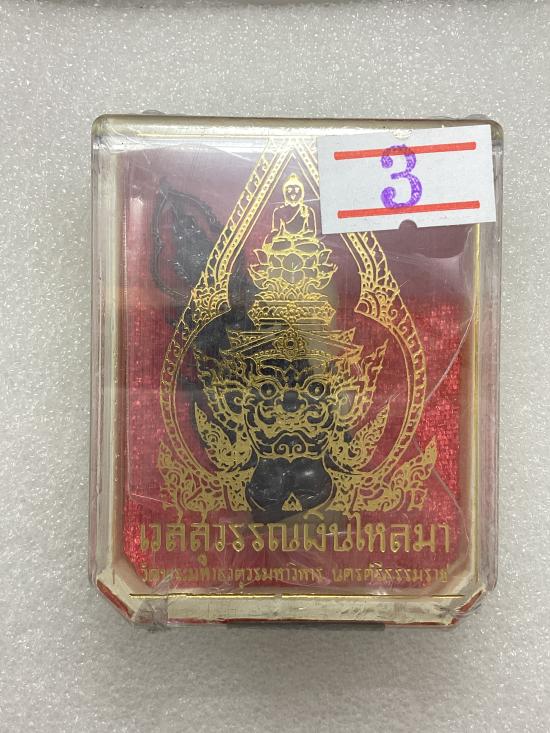 3
เวสสุวรรณเงินไหลมา
วัดพระมหาธาตุวรมหาวิหาร นครศรีธรรมราช